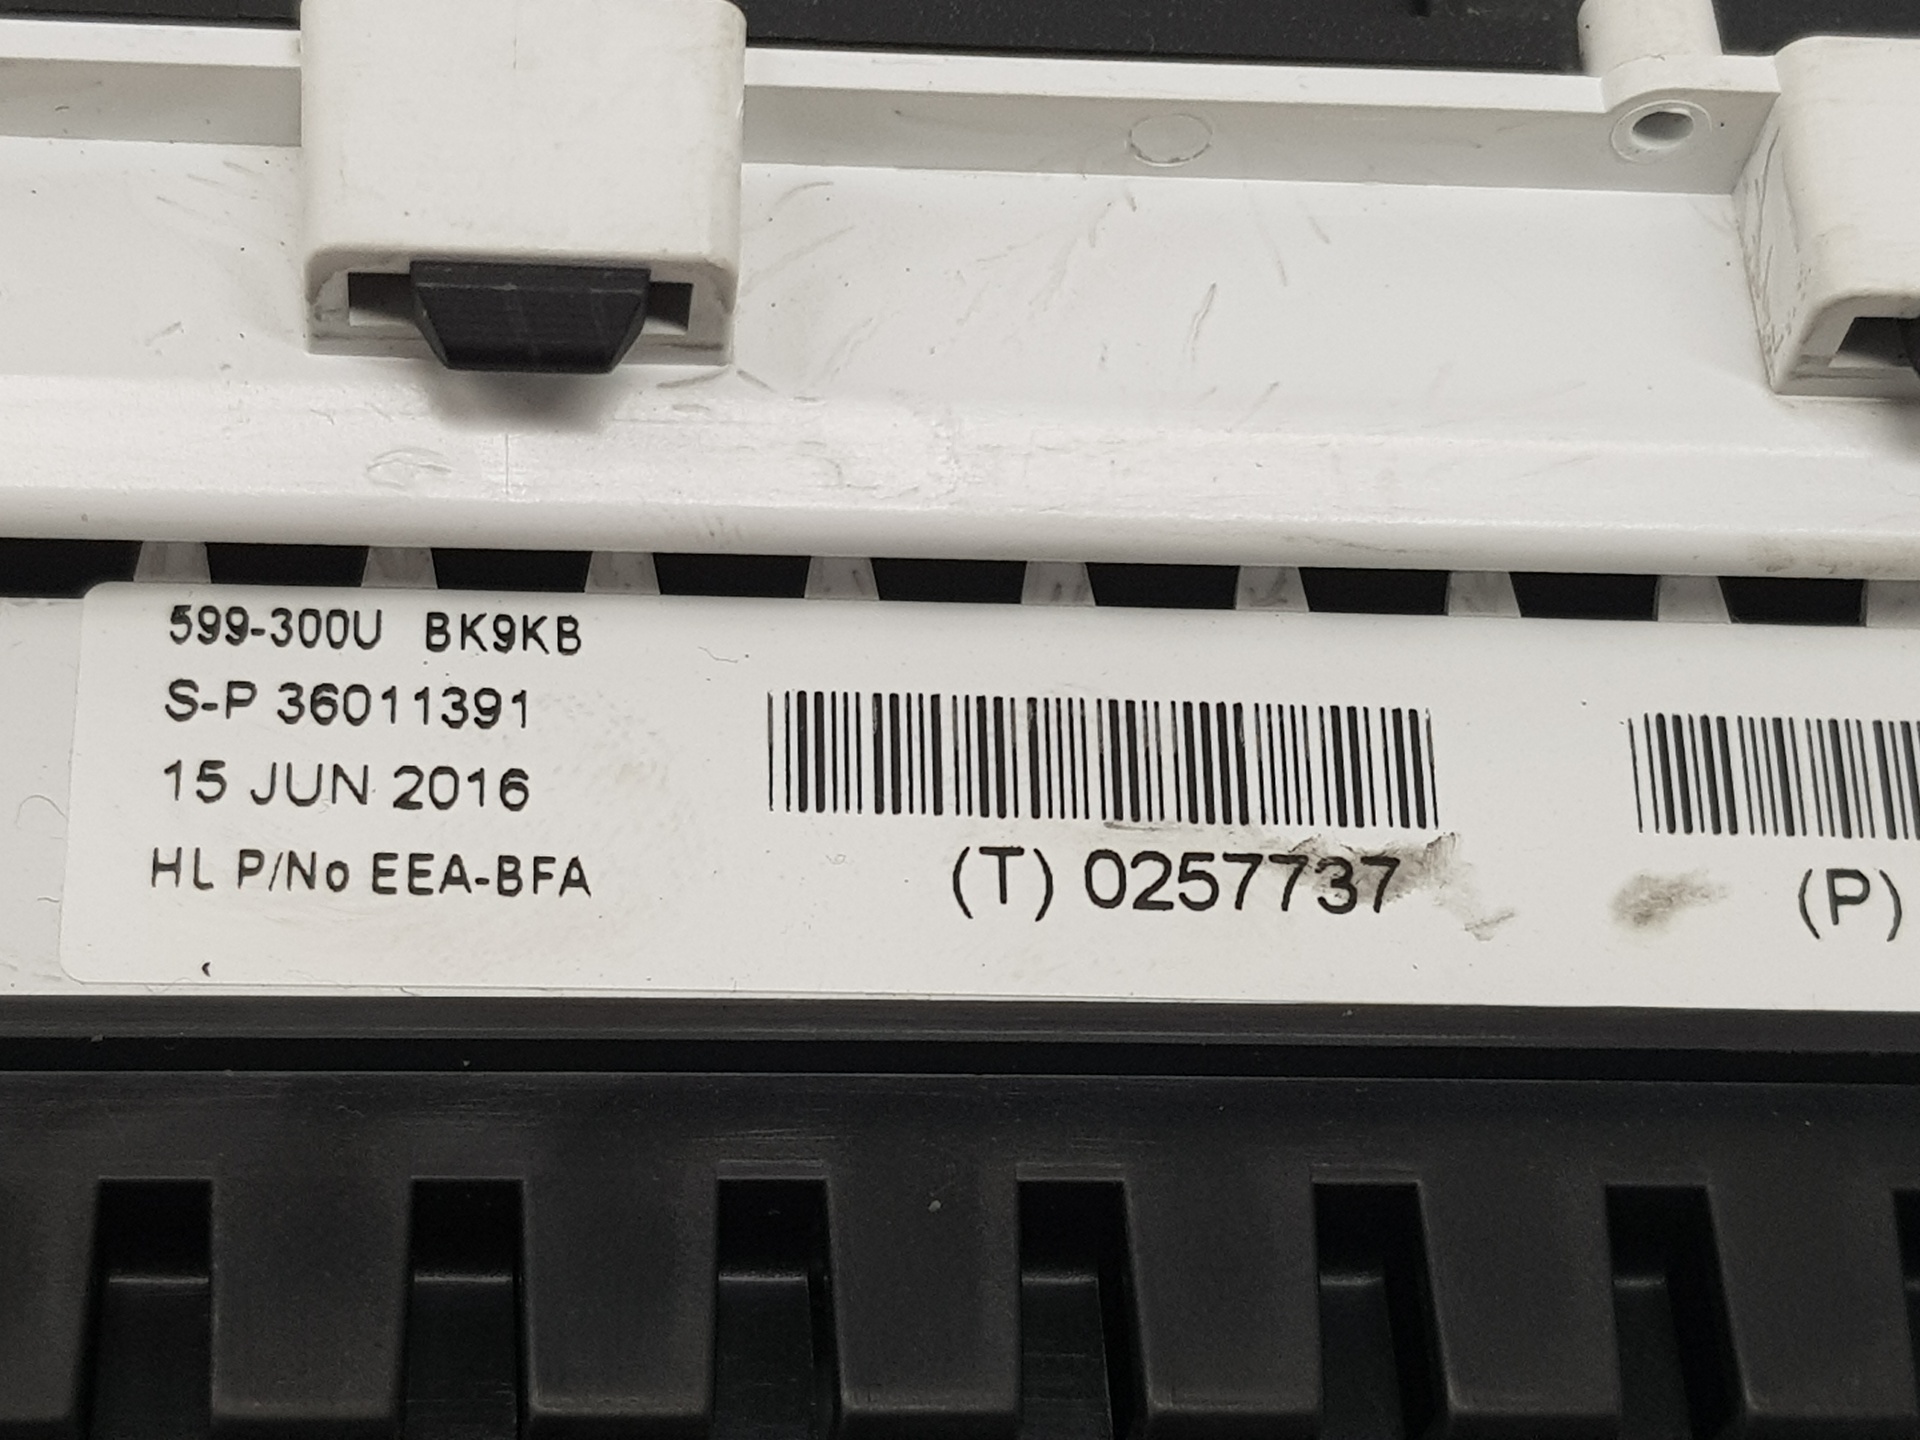 599-300U BK9KB
S-P 36011391
15 JUN 2016
HL P/No EEA-BFA
(T) 0257737
(P)